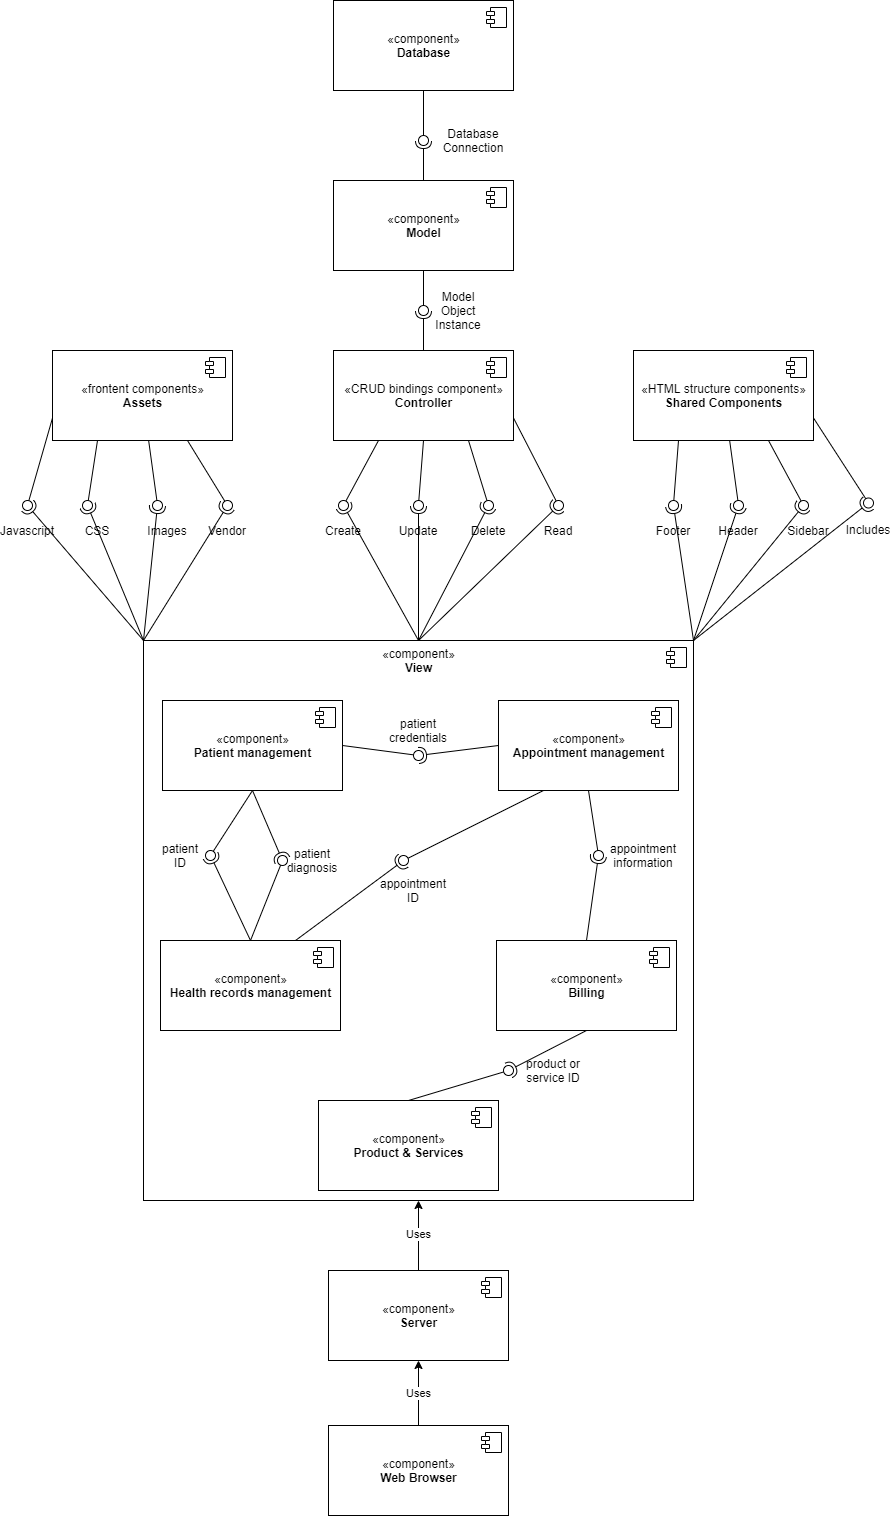 «component»
Database
Database
Connection
«component»
Model
Model
Object
Instance
«frontent components»
Assets
«CRUD bindings component»
Controller
«HTML structure components»
Shared Components
Javascript
CSS
Images
Vendor
Create
Update
Delete
Read
Footer
Header
Sidebar
Includes
«component»
View
«component»
Patient management
patient
credentials
«component»
Appointment management
patient
ID
patient
diagnosis
appointment
ID
appointment
information
«component»
Health records management
«component»
Billing
product or
service ID
«component»
Product & Services
Uses
«component»
Server
Uses
«component»
Web Browser